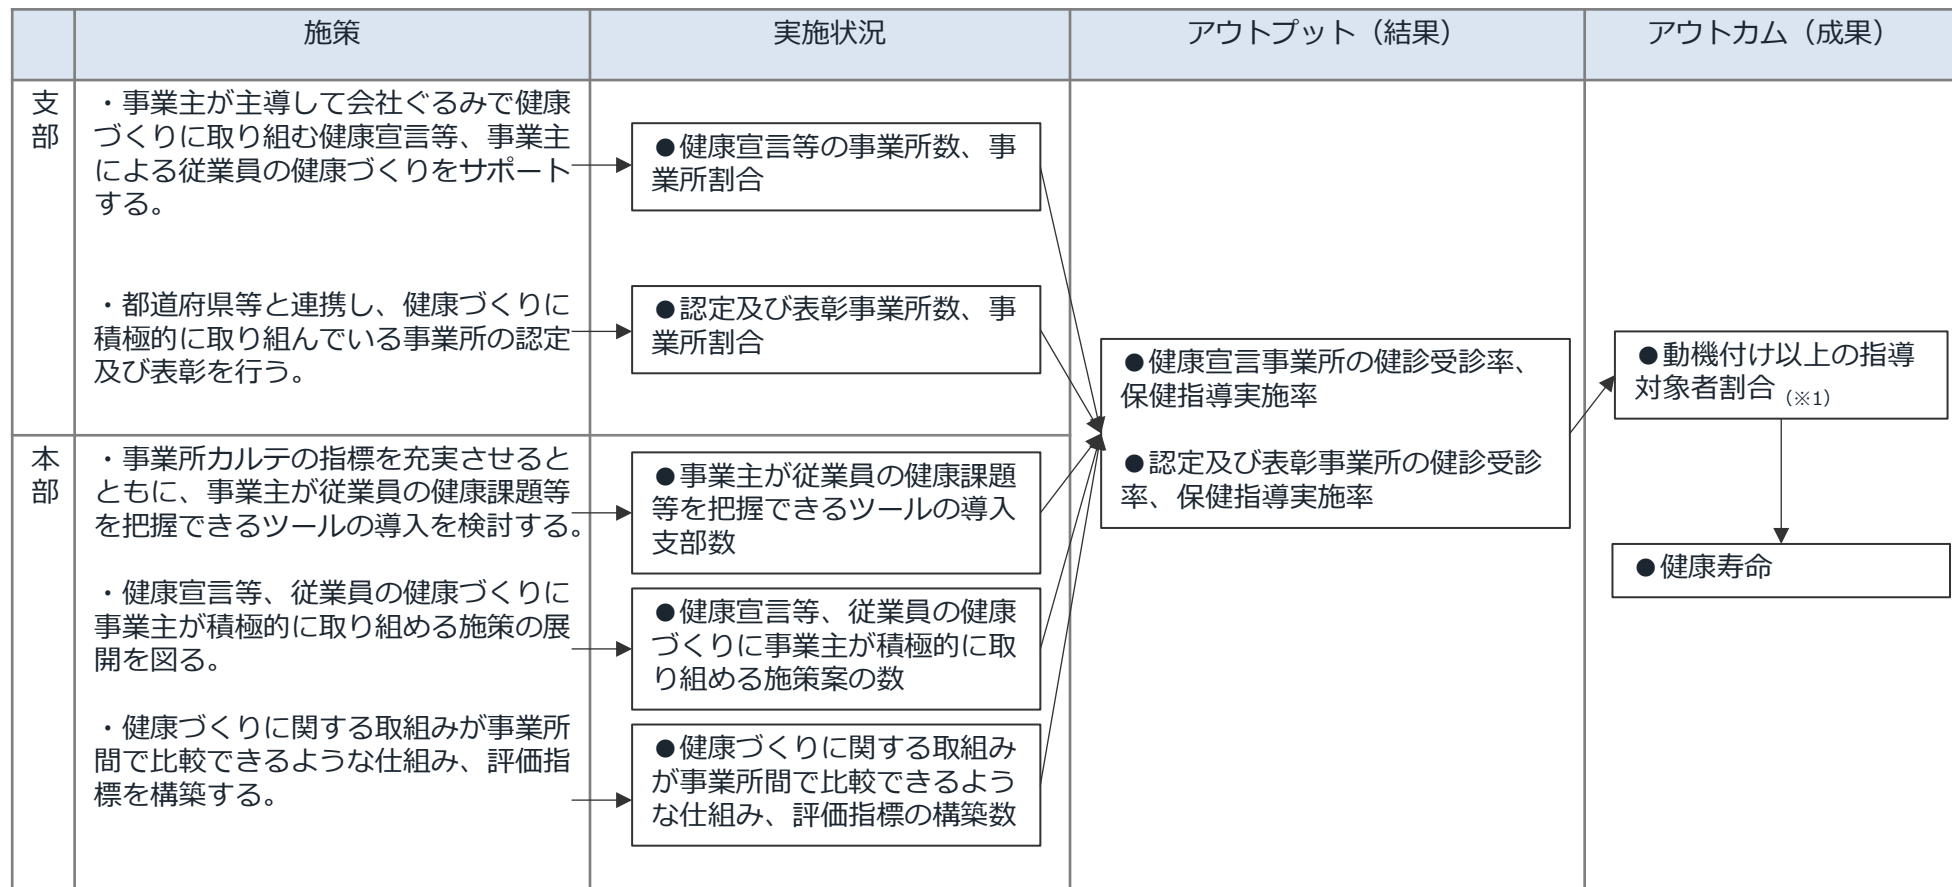 施策
実施状況
アウトプット（結果）
アウトカム（成果）
支
部
・事業主が主導して会社ぐるみで健康
づくりに取り組む健康宣言等、事業主
による従業員の健康づくりをサポート
する。
・都道府県等と連携し、健康づくりに
積極的に取り組んでいる事業所の認定
及び表彰を行う。
●健康宣言等の事業所数、事
業所割合
●認定及び表彰事業所数、事
業所割合
本
部
・事業所カルテの指標を充実させると
ともに、事業主が従業員の健康課題等
を把握できるツールの導入を検討する。
・健康宣言等、従業員の健康づくりに
事業主が積極的に取り組める施策の展
開を図る。
・健康づくりに関する取組みが事業所
間で比較できるような仕組み、評価指
標を構築する。
●事業主が従業員の健康課題
等を把握できるツールの導入
支部数
●健康宣言等、従業員の健康
づくりに事業主が積極的に取
り組める施策案の数
●健康づくりに関する取組み
が事業所間で比較できるよう
な仕組み、評価指標の構築数
●健康宣言事業所の健診受診率、
保健指導実施率
●認定及び表彰事業所の健診受診
率、保健指導実施率
●動機付け以上の指導
対象者割合（※1）
●健康寿命